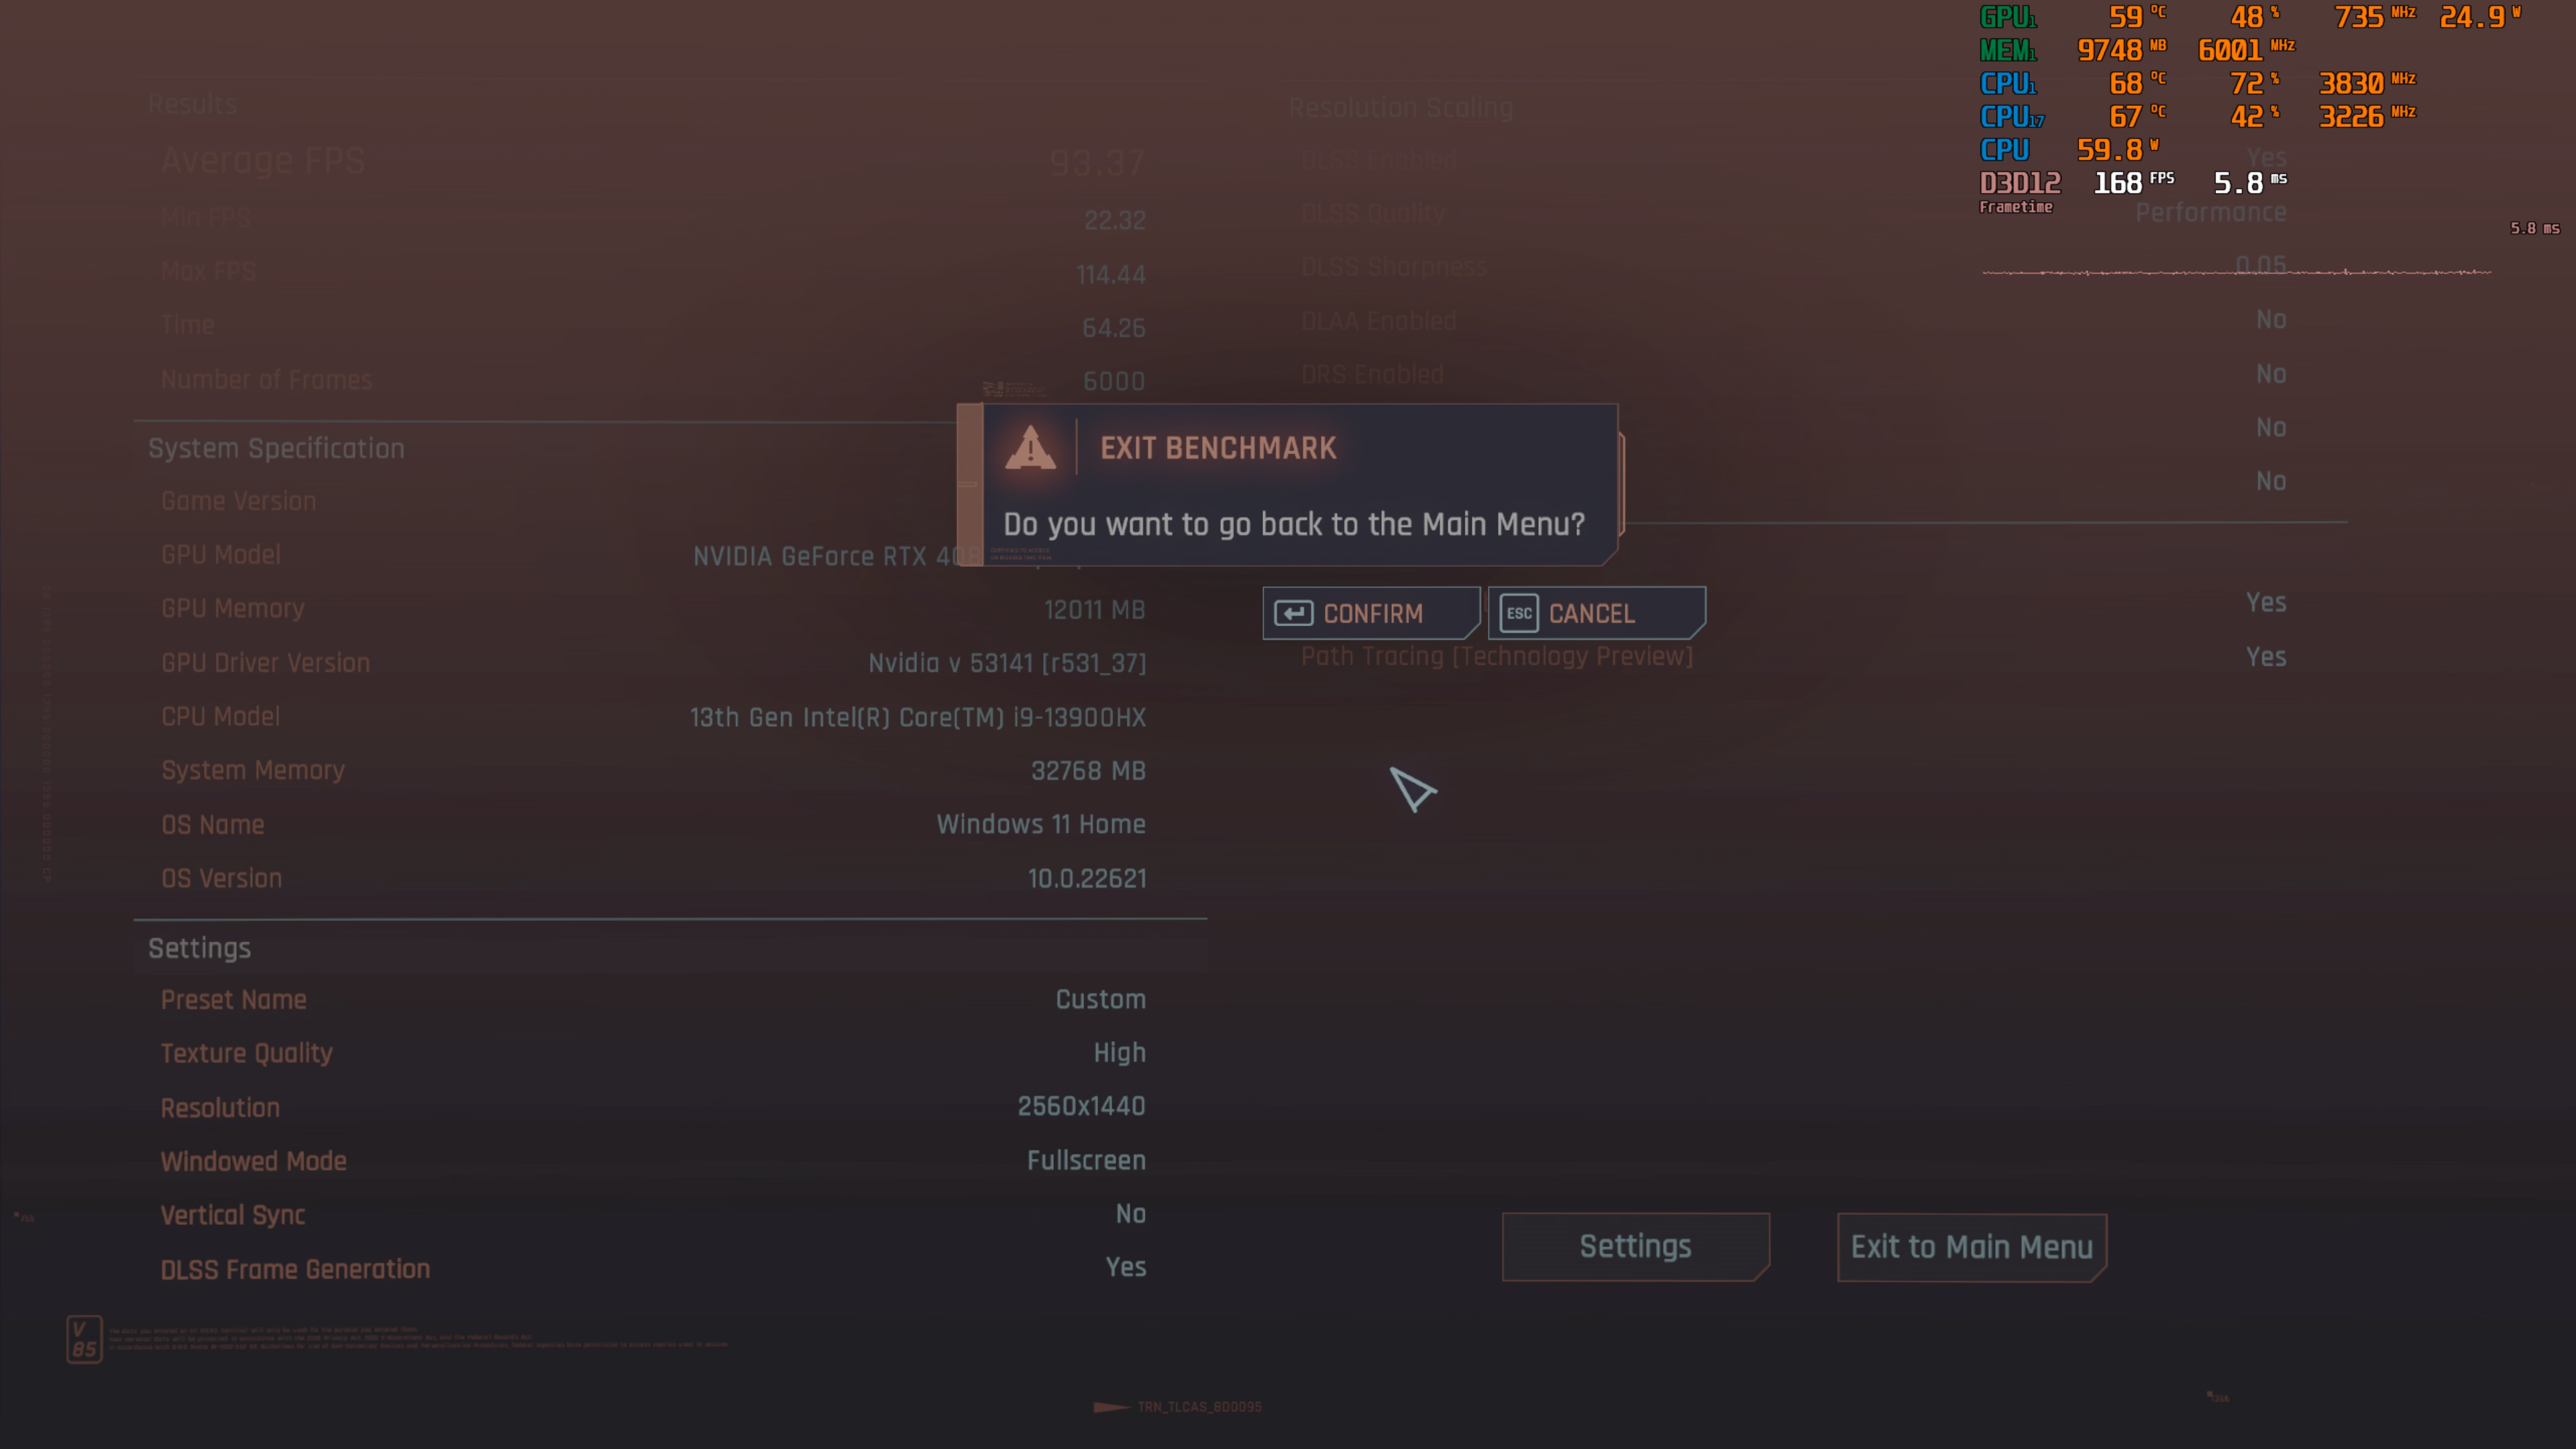 GPU1 59 °C 48 % 735 MHz 24.9 W
MEM1 9748 MB 6001 MHz
CPU1 68 °C 72 % 3830 MHz
CPU17 67 °C 42 % 3226 MHz
CPU 59.8 W
D3D12 168 FPS 5.8 ms
Frametime
5.8 ms
Results
Average FPS 93.37
Min FPS 22.32
Max FPS 114.44
Time 64.26
Number of Frames 6000
System Specification
Game Version
GPU Model NVIDIA GeForce RTX
GPU Memory 12011 MB
GPU Driver Version Nvidia v 53141 [r531_37]
CPU Model 13th Gen Intel(R) Core(TM) i9-13900HX
System Memory 32768 MB
OS Name Windows 11 Home
OS Version 10.0.22621
Settings
Preset Name Custom
Texture Quality High
Resolution 2560x1440
Windowed Mode Fullscreen
Vertical Sync No
DLSS Frame Generation Yes
Resolution Scaling
DLSS Enabled Yes
DLSS Quality Performance
DLSS Sharpness 0.05
DLAA Enabled No
DRS Enabled No
No
No
Yes
Path Tracing [Technology Preview] Yes
EXIT BENCHMARK
Do you want to go back to the Main Menu?
CONFIRM
ESC CANCEL
Settings
Exit to Main Menu
V
85
TRN_TLCAS_800095